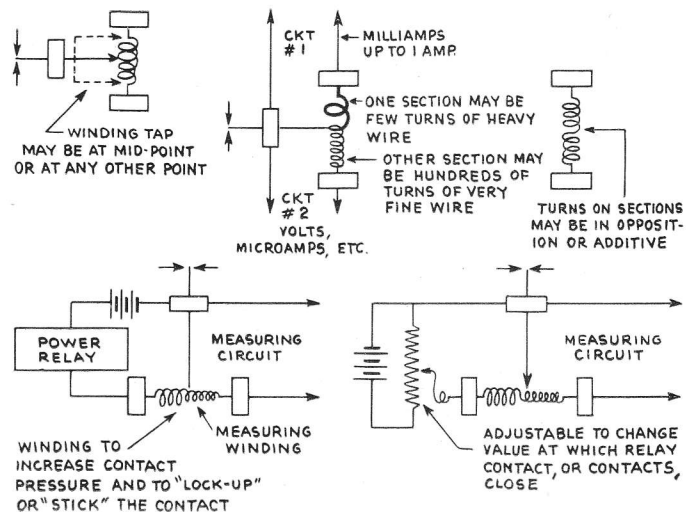 WINDING TAP
MAY BE AT MID-POINT
OR AT ANY OTHER POINT
CKT
#1
MILLIAMPS
UP TO 1 AMP.
ONE SECTION MAY BE
FEW TURNS OF HEAVY
WIRE
OTHER SECTION MAY
BE HUNDREDS OF
TURNS OF VERY
FINE WIRE
CKT
#2
VOLTS,
MICROAMPS, ETC.
TURNS ON SECTIONS
MAY BE IN OPPOSIT-
ION OR ADDITIVE
POWER
RELAY
MEASURING
CIRCUIT
MEASURING
WINDING
WINDING TO
INCREASE CONTACT
PRESSURE AND TO "LOCK-UP"
OR "STICK" THE CONTACT
MEASURING
CIRCUIT
ADJUSTABLE TO CHANGE
VALUE AT WHICH RELAY
CONTACT, OR CONTACTS,
CLOSE